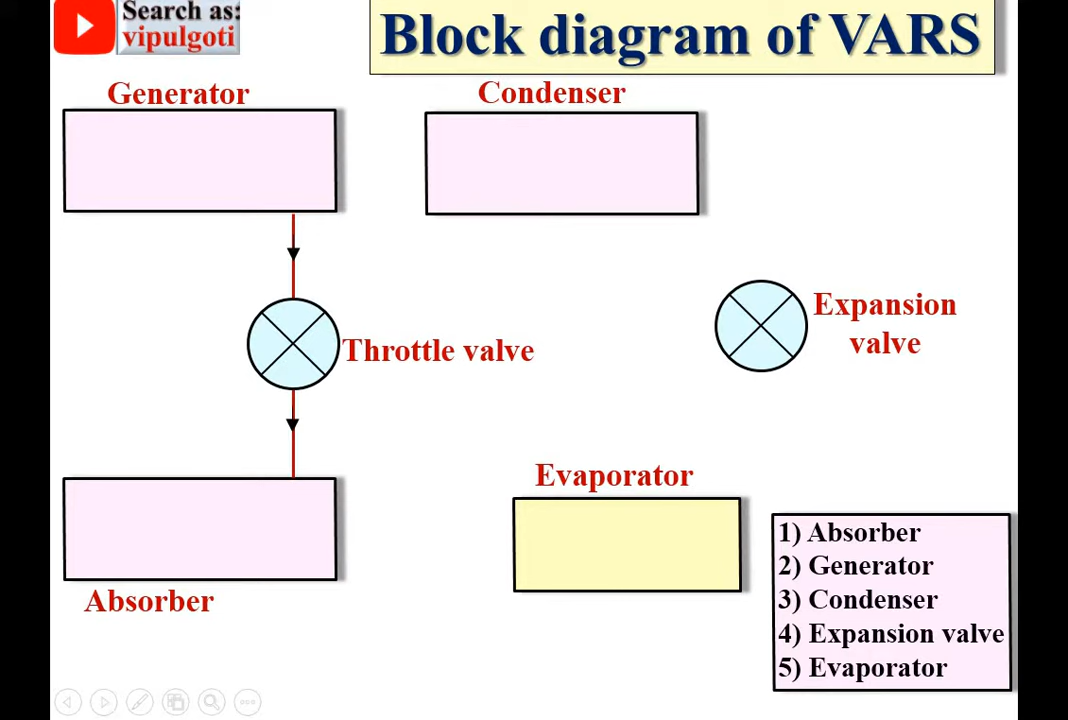 Search as:
vipulgoti
Block diagram of VARS
Generator
Condenser
Throttle valve
Expansion
valve
Evaporator
Absorber
1) Absorber
2) Generator
3) Condenser
4) Expansion valve
5) Evaporator